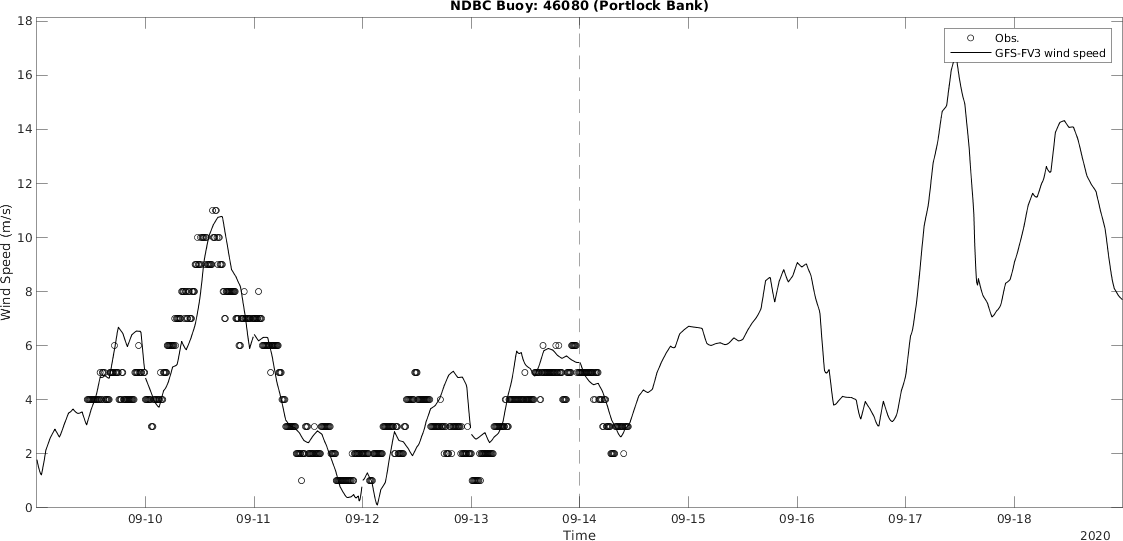 NDBC Buoy: 46080 (Portlock Bank)
Obs.
GFS-FV3 wind speed
Wind Speed (m/s)
18
16
14
12
10
8
6
4
2
0
09-10 09-11 09-12 09-13 09-14 09-15 09-16 09-17 09-18
Time
2020